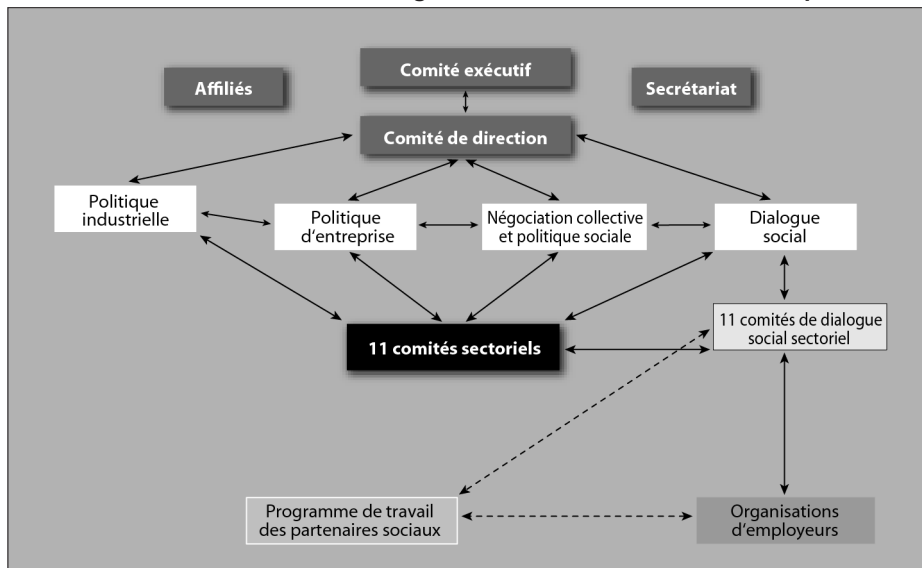 Comité exécutif
Affiliés
Secrétariat
Comité de direction
Politique
industrielle
Politique
d'entreprise
Négociation collective
et politique sociale
Dialogue
social
11 comités de dialogue
social sectoriel
11 comités sectoriels
Programme de travail
des partenaires sociaux
Organisations
d'employeurs